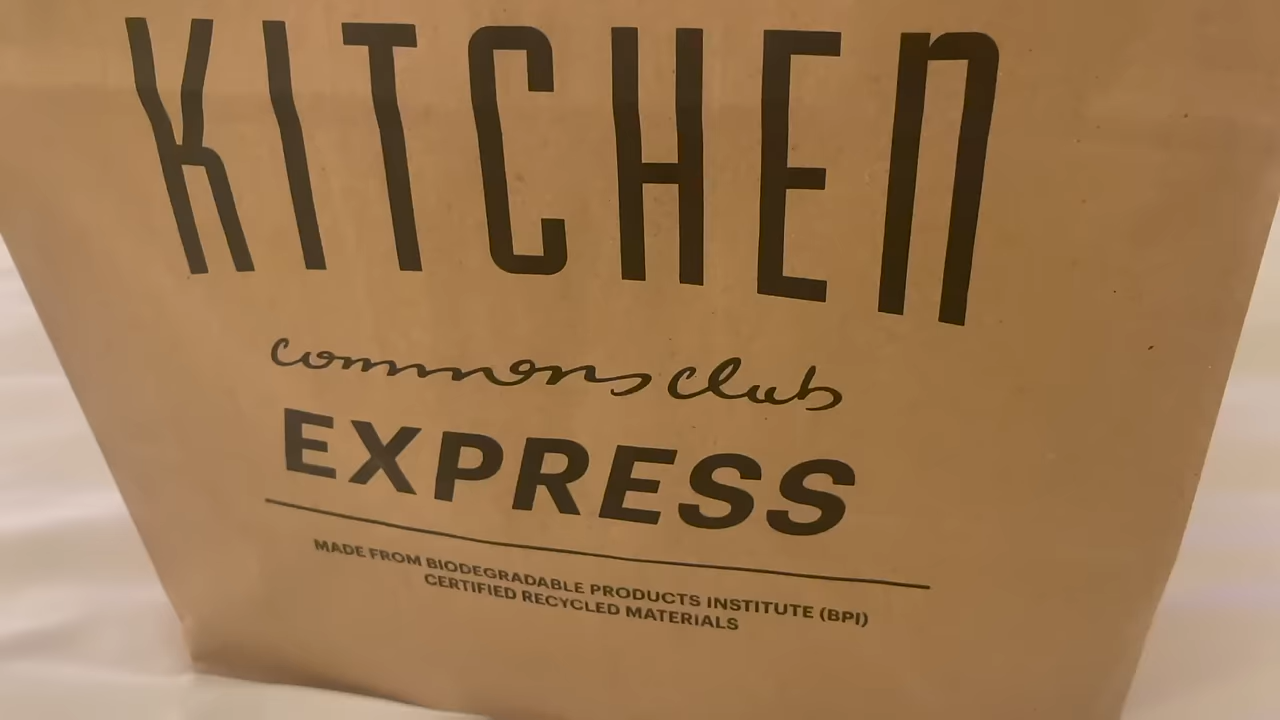 KITCHEN
commons club
EXPRESS
MADE FROM BIODEGRADABLE PRODUCTS INSTITUTE (BPI)
CERTIFIED RECYCLED MATERIALS